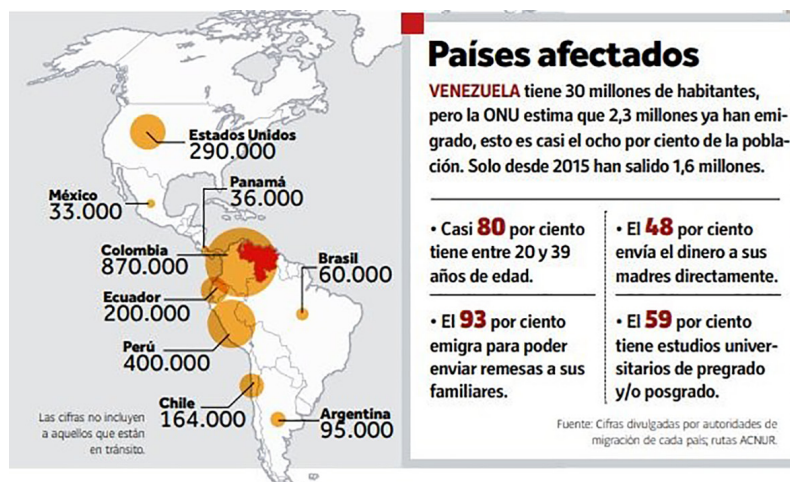 Estados Unidos
290.000
México
33.000
Panamá
36.000
Colombia
870.000
Brasil
60.000
Ecuador
200.000
Perú
400.000
Chile
164.000
Argentina
95.000
Las cifras no incluyen
a aquellos que están
en tránsito.
Países afectados
VENEZUELA tiene 30 millones de habitantes,
pero la ONU estima que 2,3 millones ya han emi-
grado, esto es casi el ocho por ciento de la pobla-
ción. Solo desde 2015 han salido 1,6 millones.
• Casi 80 por ciento
tiene entre 20 y 39
años de edad.
• El 48 por ciento
envía el dinero a sus
madres directamente.
• El 93 por ciento
emigra para poder
enviar remesas a sus
familiares.
• El 59 por ciento
tiene estudios univer-
sitarios de pregrado
y/o posgrado.
Fuente: Cifras divulgadas por autoridades de
migración de cada país; rutas ACNUR.